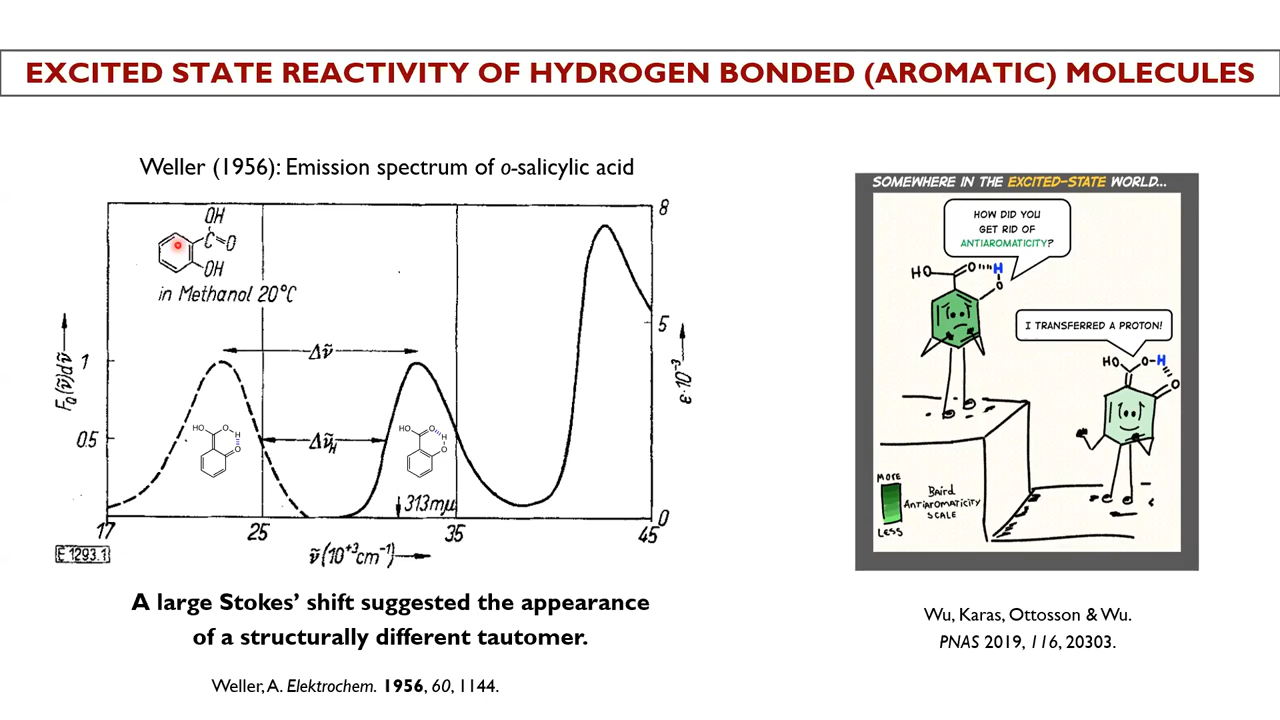 EXCITED STATE REACTIVITY OF HYDROGEN BONDED (AROMATIC) MOLECULES
Weller (1956): Emission spectrum of o-salicylic acid
OH
C=O
OH
in Methanol 20°C
Δṽ
Δṽ_H
313mμ
F_Q(ṽ)dṽ
1
0.5
8
5
0
ε·10⁻³
17
25
35
45
ṽ (10⁺³cm⁻¹)
E 1293.1
HO
O
H
O
HO
O
H
O
A large Stokes’ shift suggested the appearance
of a structurally different tautomer.
Weller, A. Elektrochem. 1956, 60, 1144.
SOMEWHERE IN THE EXCITED-STATE WORLD...
HOW DID YOU
GET RID OF
ANTIAROMATICITY?
HO
O
H
O
I TRANSFERRED A PROTON!
HO
O-H
O
MORE
LESS
Baird
ANTIAROMATICITY
SCALE
Wu, Karas, Ottosson & Wu.
PNAS 2019, 116, 20303.